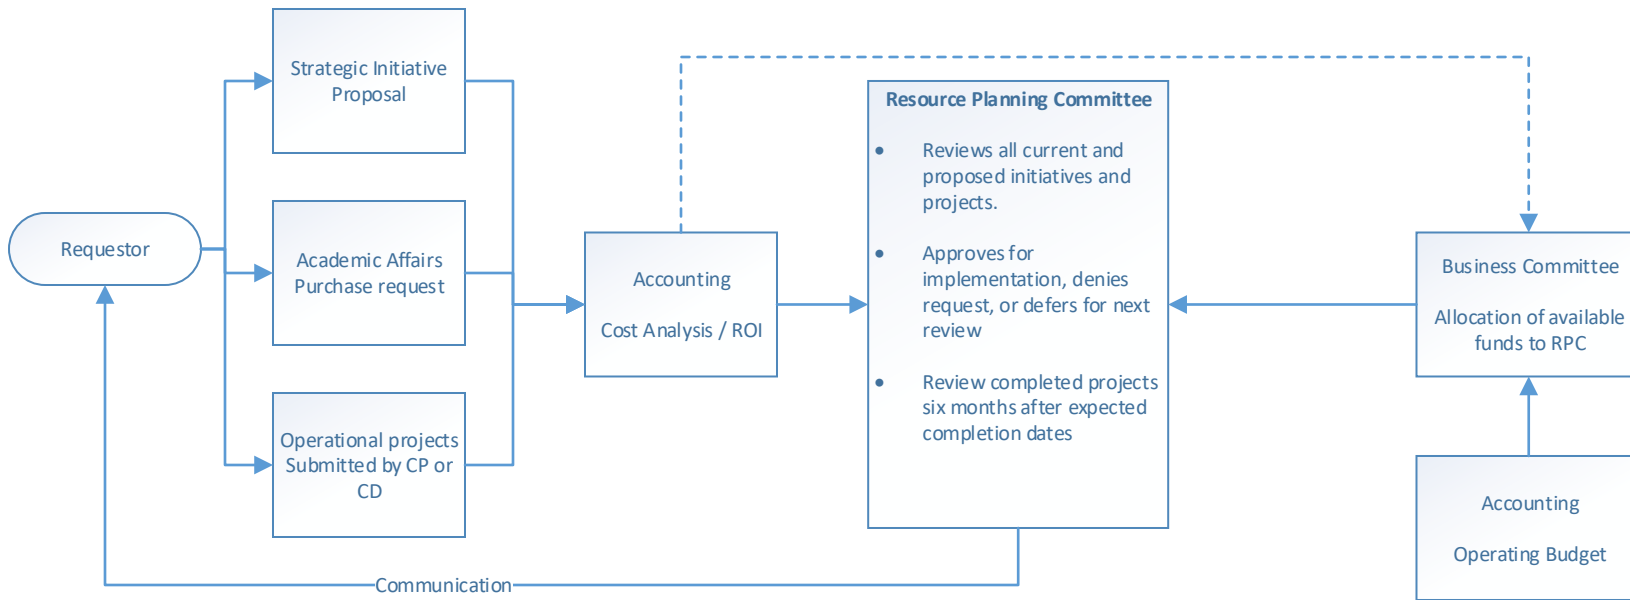 Strategic Initiative
Proposal
Requestor
Academic Affairs
Purchase request
Operational projects
Submitted by CP or
CD
Accounting
Cost Analysis / ROI
Resource Planning Committee
• Reviews all current and
proposed initiatives and
projects.
• Approves for
implementation, denies
request, or defers for next
review
• Review completed projects
six months after expected
completion dates
Business Committee
Allocation of available
funds to RPC
Accounting
Operating Budget
Communication